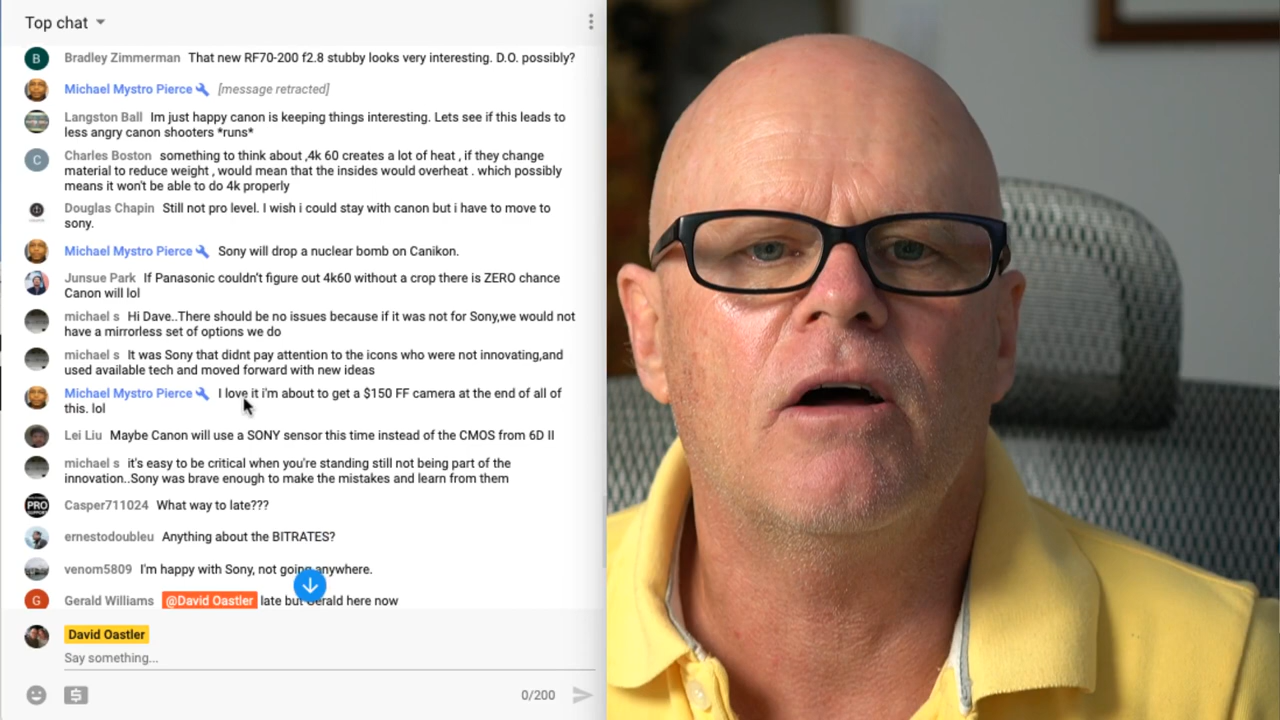 Top chat
B Bradley Zimmerman That new RF70-200 f2.8 stubby looks very interesting. D.O. possibly?
Michael Mystro Pierce [message retracted]
Langston Ball Im just happy canon is keeping things interesting. Lets see if this leads to
less angry canon shooters *runs*
C Charles Boston something to think about ,4k 60 creates a lot of heat , if they change
material to reduce weight , would mean that the insides would overheat . which possibly
means it won't be able to do 4k properly
Douglas Chapin Still not pro level. I wish i could stay with canon but i have to move to
sony.
Michael Mystro Pierce Sony will drop a nuclear bomb on Canikon.
Junsue Park If Panasonic couldn't figure out 4k60 without a crop there is ZERO chance
Canon will lol
michael s Hi Dave..There should be no issues because if it was not for Sony,we would not
have a mirrorless set of options we do
michael s It was Sony that didnt pay attention to the icons who were not innovating,and
used available tech and moved forward with new ideas
Michael Mystro Pierce I love it i'm about to get a $150 FF camera at the end of all of
this. lol
Lei Liu Maybe Canon will use a SONY sensor this time instead of the CMOS from 6D II
michael s it's easy to be critical when you're standing still not being part of the
innovation..Sony was brave enough to make the mistakes and learn from them
PRO Casper711024 What way to late???
ernestodoubleu Anything about the BITRATES?
venom5809 I'm happy with Sony, not going anywhere.
G Gerald Williams @David Oastler late but Gerald here now
David Oastler
Say something...
0/200